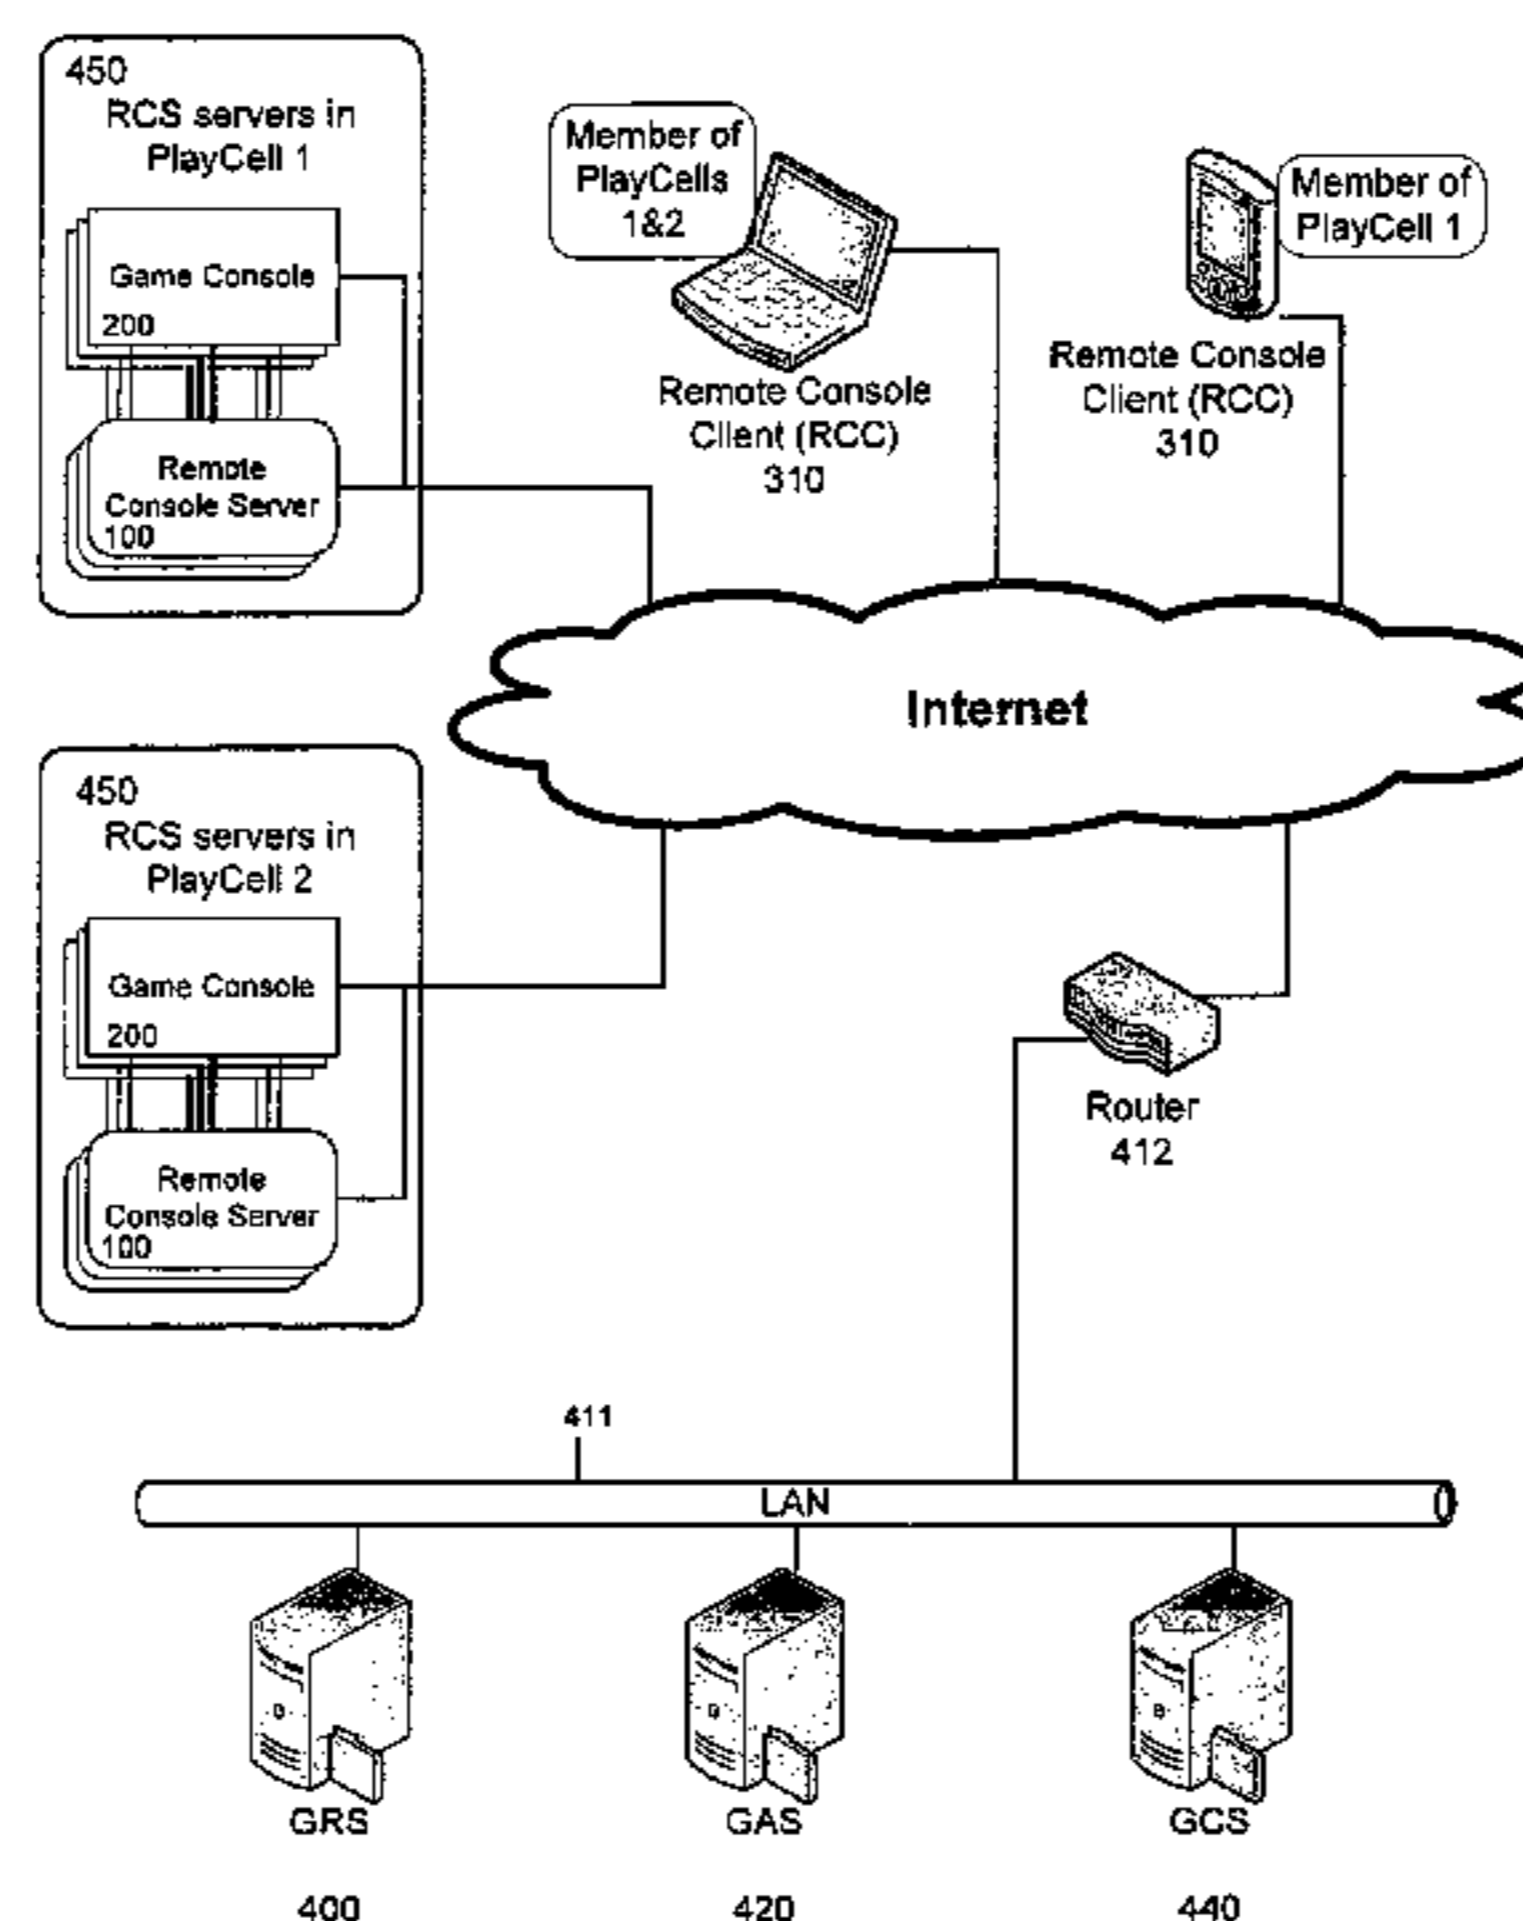 450
RCS servers in
PlayCell 1
Game Console
200
Remote
Console Server
100
Member of
PlayCells
1&2
Remote Console
Client (RCC)
310
Member of
PlayCell 1
Remote Console
Client (RCC)
310
Internet
450
RCS servers in
PlayCell 2
Game Console
200
Remote
Console Server
100
Router
412
411
LAN
GRS
400
GAS
420
GCS
440